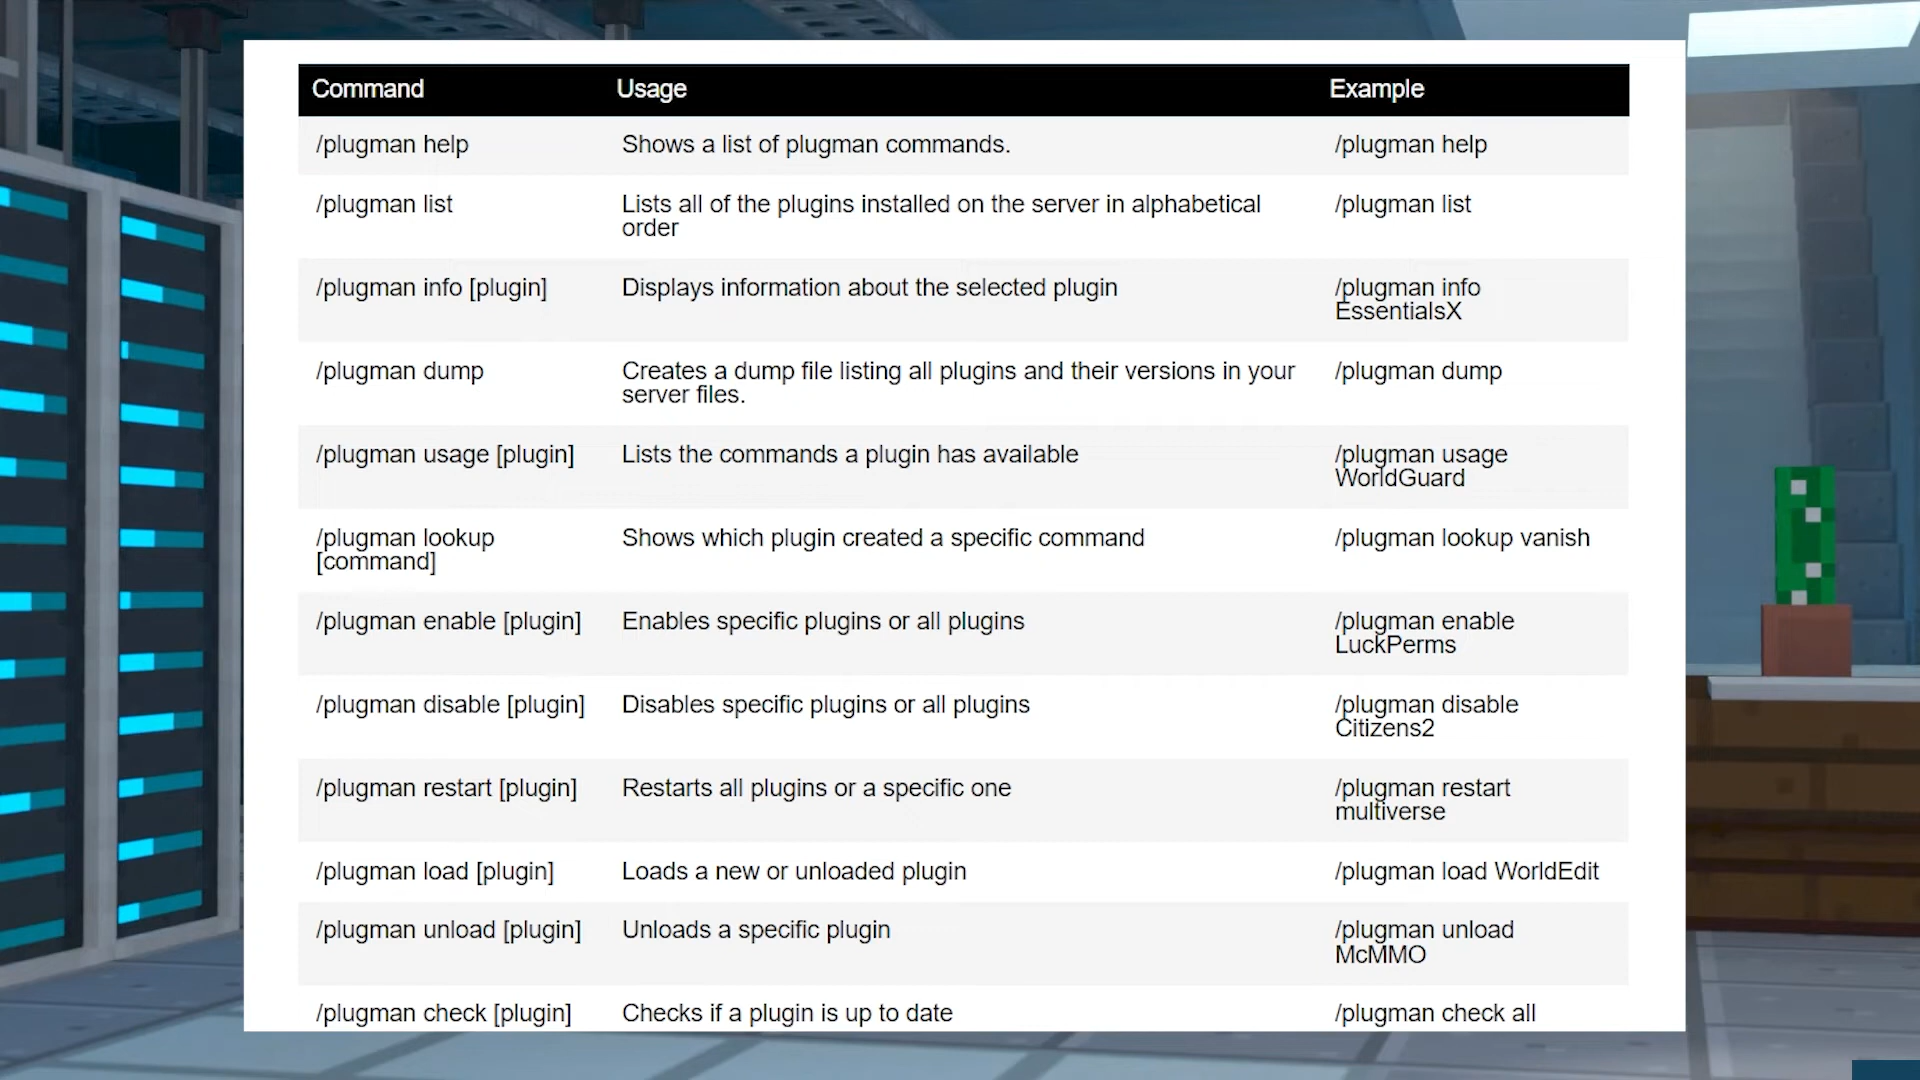 Command Usage Example
/plugman help Shows a list of plugman commands. /plugman help
/plugman list Lists all of the plugins installed on the server in alphabetical /plugman list
order
/plugman info [plugin] Displays information about the selected plugin /plugman info
EssentialsX
/plugman dump Creates a dump file listing all plugins and their versions in your /plugman dump
server files.
/plugman usage [plugin] Lists the commands a plugin has available /plugman usage
WorldGuard
/plugman lookup Shows which plugin created a specific command /plugman lookup vanish
[command]
/plugman enable [plugin] Enables specific plugins or all plugins /plugman enable
LuckPerms
/plugman disable [plugin] Disables specific plugins or all plugins /plugman disable
Citizens2
/plugman restart [plugin] Restarts all plugins or a specific one /plugman restart
multiverse
/plugman load [plugin] Loads a new or unloaded plugin /plugman load WorldEdit
/plugman unload [plugin] Unloads a specific plugin /plugman unload
McMMO
/plugman check [plugin] Checks if a plugin is up to date /plugman check all